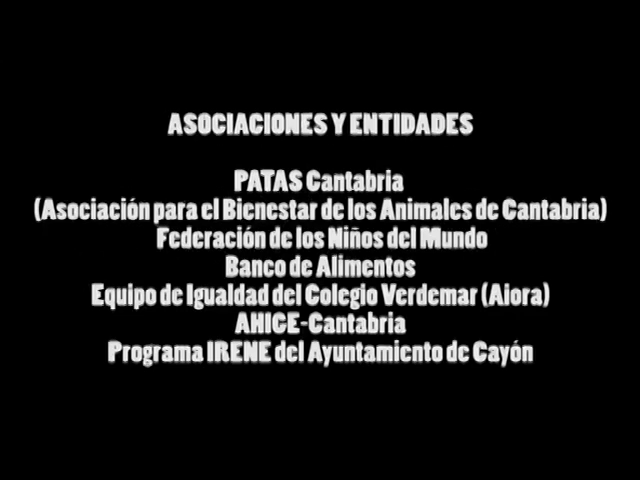 ASOCIACIONES Y ENTIDADES
PATAS Cantabria
(Asociación para el Bienestar de los Animales de Cantabria)
Federación de los Niños del Mundo
Banco de Alimentos
Equipo de Igualdad del Colegio Verdemar (Aiora)
AHICE-Cantabria
Programa IRENE del Ayuntamiento de Cayón